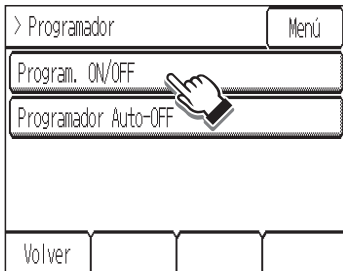 > Programador
Menú
Program. ON/OFF
Programador Auto-OFF
Volver